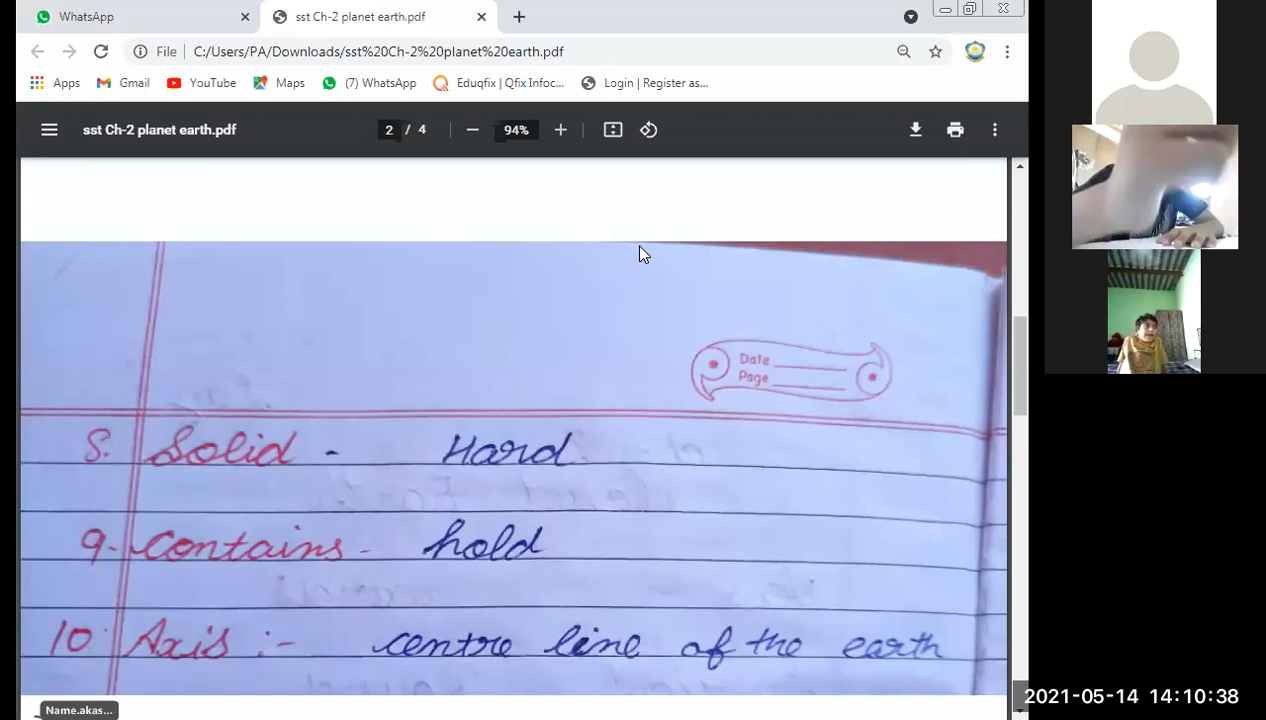 WhatsApp
sst Ch-2 planet earth.pdf
File C:/Users/PA/Downloads/sst%20Ch-2%20planet%20earth.pdf
Apps Gmail YouTube Maps (7) WhatsApp Eduqfix | Qfix Infoc... Login | Register as...
sst Ch-2 planet earth.pdf 2 / 4 94%
Date
Page
8. Solid - Hard
9. Contains - hold
10 Axis :- centre line of the earth
2021-05-14 14:10:38
Name.akas...